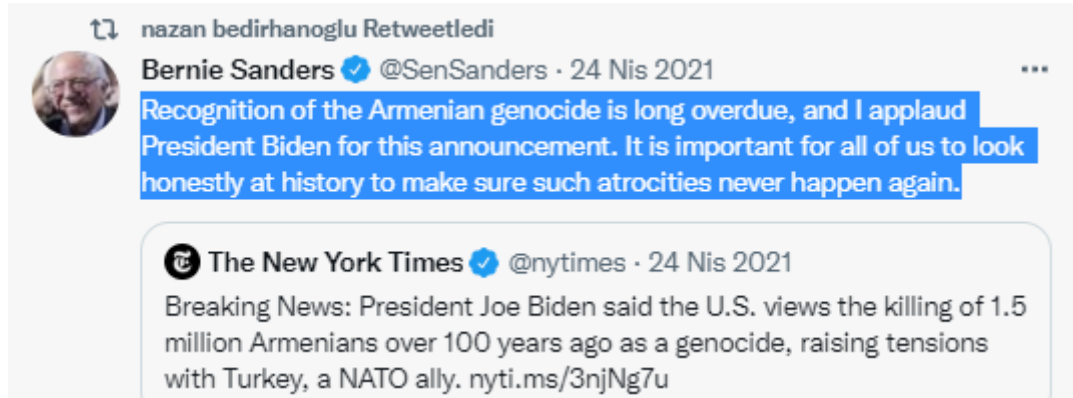 nazan bedirhanoglu Retweetledi
Bernie Sanders @SenSanders · 24 Nis 2021
Recognition of the Armenian genocide is long overdue, and I applaud
President Biden for this announcement. It is important for all of us to look
honestly at history to make sure such atrocities never happen again.
The New York Times @nytimes · 24 Nis 2021
Breaking News: President Joe Biden said the U.S. views the killing of 1.5
million Armenians over 100 years ago as a genocide, raising tensions
with Turkey, a NATO ally. nyti.ms/3njNg7u